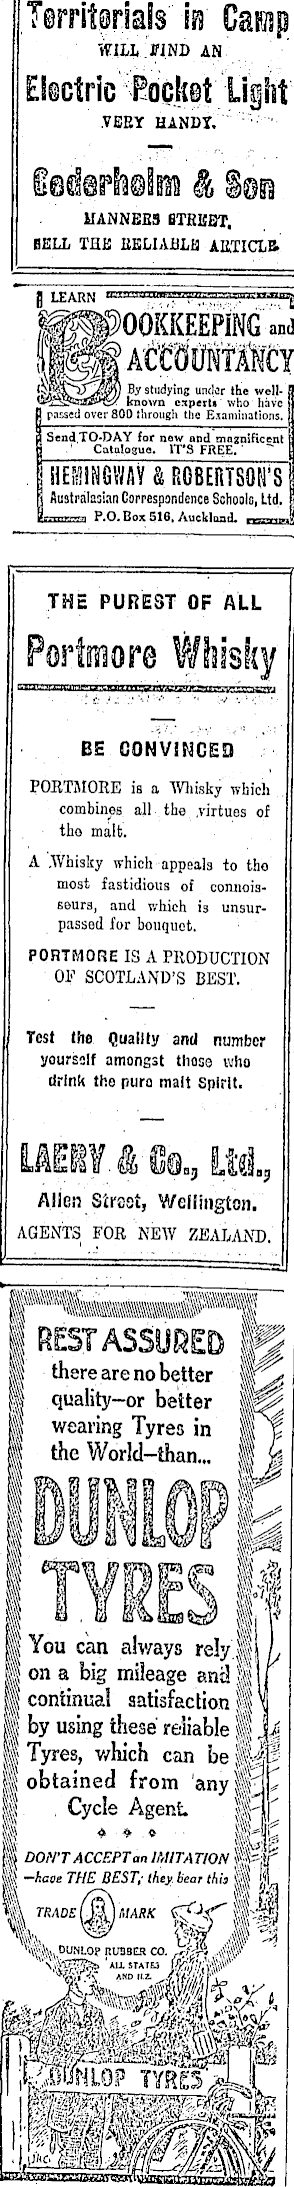 Territorials in Camp
WILL FIND AN
Electric Pocket Light
VERY HANDY.
Cederholm & Son
MANNERS STREET,
SELL THE RELIABLE ARTICLE.
LEARN
BOOKKEEPING and
ACCOUNTANCY
By studying under the well-
known experts who have
passed over 800 through the Examinations.
Send TO-DAY for new and magnificent
Catalogue. IT'S FREE.
HEMINGWAY & ROBERTSON'S
Australasian Correspondence Schools, Ltd.
P.O. Box 516, Auckland.
THE PUREST OF ALL
Portmore Whisky
BE CONVINCED
PORTMORE is a Whisky which
combines all the virtues of
the malt.
A Whisky which appeals to the
most fastidious of connois-
seurs, and which is unsur-
passed for bouquet.
PORTMORE IS A PRODUCTION
OF SCOTLAND'S BEST.
Test the Quality and number
yourself amongst those who
drink the pure malt Spirit.
LAERY & Co., Ltd.,
Allen Street, Wellington.
AGENTS FOR NEW ZEALAND.
REST ASSURED
there are no better
quality—or better
wearing Tyres in
the World—than...
DUNLOP
TYRES
You can always rely
on a big mileage and
continual satisfaction
by using these reliable
Tyres, which can be
obtained from any
Cycle Agent.
DON'T ACCEPT an IMITATION
—have THE BEST; they bear this
TRADE MARK
DUNLOP RUBBER CO.
ALL STATES
AND N.Z.
DUNLOP TYRES